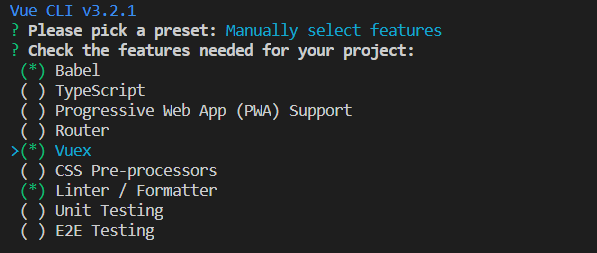 Vue CLI v3.2.1
? Please pick a preset: Manually select features
? Check the features needed for your project:
(*) Babel
( ) TypeScript
( ) Progressive Web App (PWA) Support
( ) Router
>(*) Vuex
( ) CSS Pre-processors
(*) Linter / Formatter
( ) Unit Testing
( ) E2E Testing